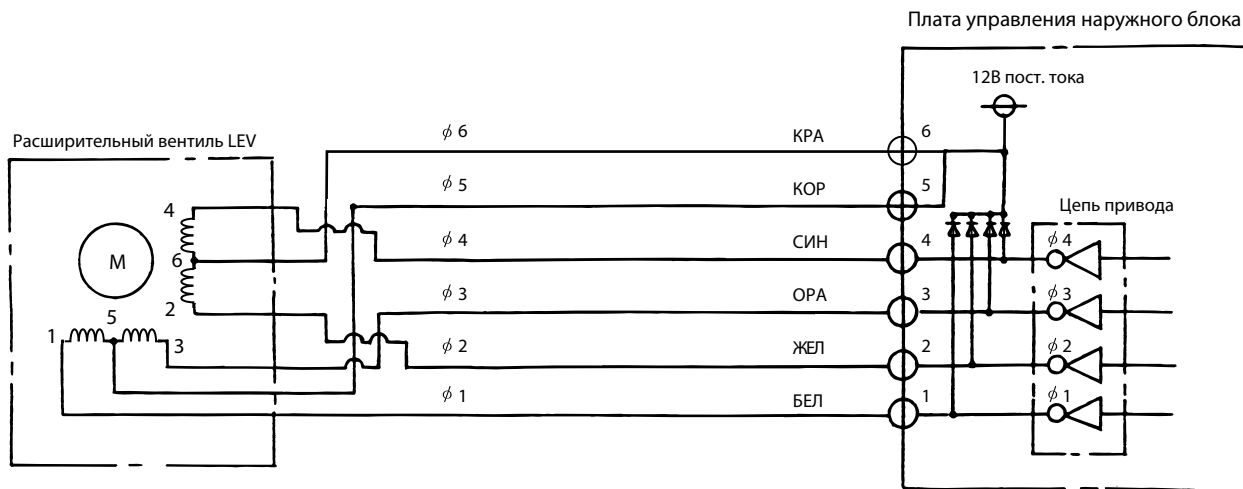 Плата управления наружного блока
12В пост. тока
Расширительный вентиль LEV
ϕ 6 КРА 6
ϕ 5 КОР 5
Цепь привода
4 ϕ 4 СИН 4 ϕ 4
M 6
ϕ 3 ОРА 3 ϕ 3
2
1 5 3 ϕ 2 ЖЕЛ 2 ϕ 2
ϕ 1 БЕЛ 1 ϕ 1